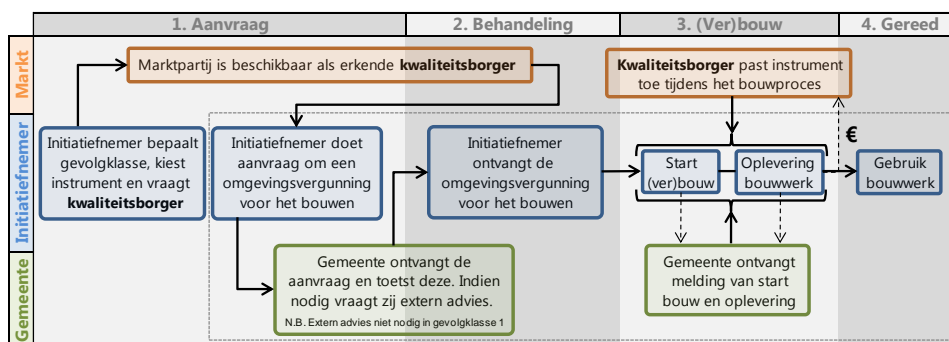 1. Aanvraag
2. Behandeling
3. (Ver)bouw
4. Gereed
Markt
Marktpartij is beschikbaar als erkende kwaliteitsborger
Kwaliteitsborger past instrument
toe tijdens het bouwproces
Initiatiefnemer
Initiatiefnemer bepaalt
gevolgklasse, kiest
instrument en vraagt
kwaliteitsborger
Initiatiefnemer doet
aanvraag om een
omgevingsvergunning
voor het bouwen
Initiatiefnemer
ontvangt de
omgevingsvergunning
voor het bouwen
Start
(ver)bouw
Oplevering
bouwwerk
€
Gebruik
bouwwerk
Gemeente
Gemeente ontvangt de
aanvraag en toetst deze. Indien
nodig vraagt zij extern advies.
N.B. Extern advies niet nodig in gevolgklasse 1
Gemeente ontvangt
melding van start
bouw en oplevering